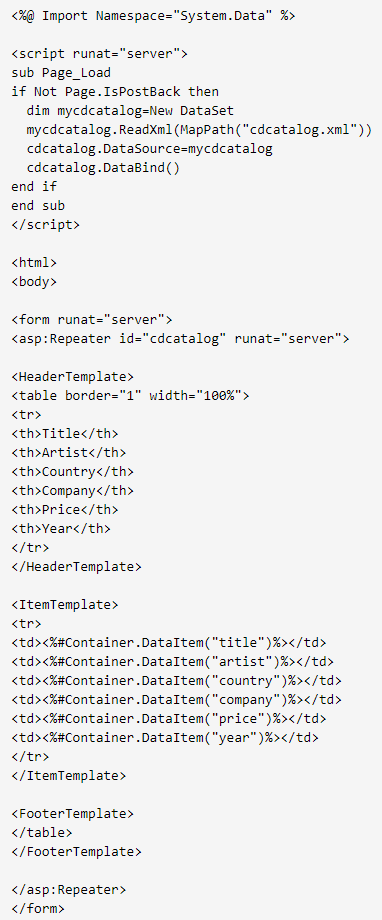 <%@ Import Namespace="System.Data" %>

<script runat="server">
sub Page_Load
if Not Page.IsPostBack then
  dim mycdcatalog=New DataSet
  mycdcatalog.ReadXml(MapPath("cdcatalog.xml"))
  cdcatalog.DataSource=mycdcatalog
  cdcatalog.DataBind()
end if
end sub
</script>

<html>
<body>

<form runat="server">
<asp:Repeater id="cdcatalog" runat="server">

<HeaderTemplate>
<table border="1" width="100%">
<tr>
<th>Title</th>
<th>Artist</th>
<th>Country</th>
<th>Company</th>
<th>Price</th>
<th>Year</th>
</tr>
</HeaderTemplate>

<ItemTemplate>
<tr>
<td><%#Container.DataItem("title")%></td>
<td><%#Container.DataItem("artist")%></td>
<td><%#Container.DataItem("country")%></td>
<td><%#Container.DataItem("company")%></td>
<td><%#Container.DataItem("price")%></td>
<td><%#Container.DataItem("year")%></td>
</tr>
</ItemTemplate>

<FooterTemplate>
</table>
</FooterTemplate>

</asp:Repeater>
</form>